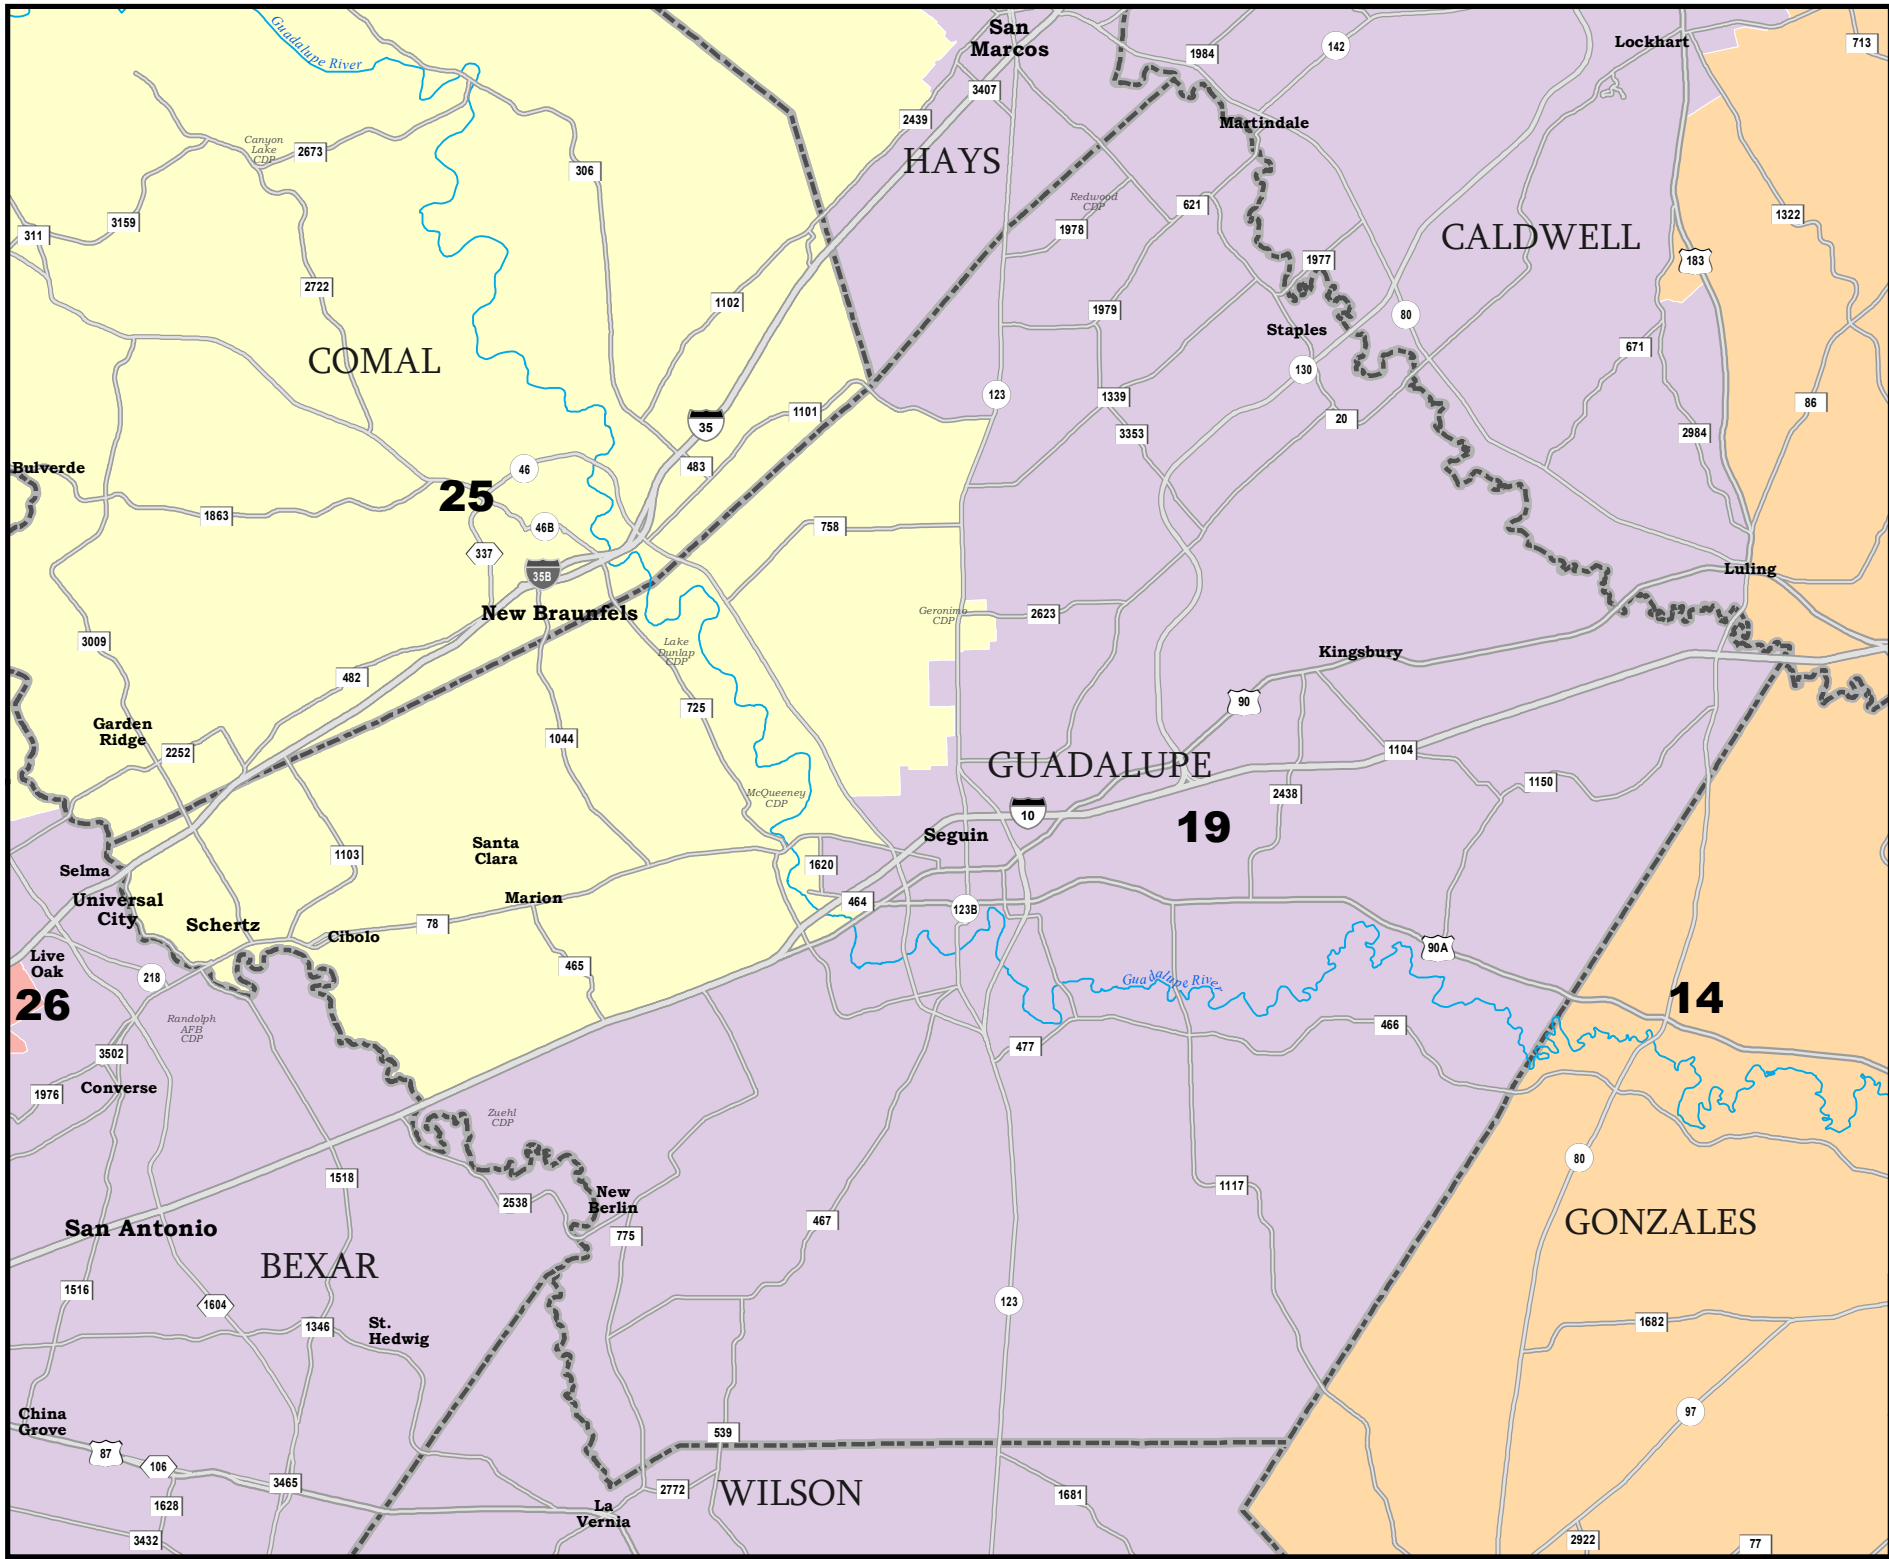 Guadalupe River
San
Marcos
1984
142
Lockhart
713
3407
2439
Martindale
Canyon
Lake
CDP
2673
306
HAYS
Redwood
CDP
621
1322
3159
311
1978
CALDWELL
1977
183
2722
1102
1979
80
Staples
COMAL
671
130
123
1339
86
35
1101
20
3353
2984
Bulverde
46
483
25
1863
46B
758
337
35B
Luling
New Braunfels
Geronimo
CDP
2623
3009
Lake
Dunlap
CDP
Kingsbury
482
725
90
Garden
Ridge
2252
1044
1104
GUADALUPE
1150
McQueeney
CDP
2438
10
19
Seguin
Santa
Clara
1103
1620
Selma
Universal
City
Marion
464
123B
Schertz
78
Cibolo
90A
Live
Oak
218
465
Guadalupe River
26
14
Randolph
AFB
CDP
466
477
3502
Converse
1976
Zuehl
CDP
80
1518
2538
New
Berlin
1117
San Antonio
775
467
GONZALES
BEXAR
1516
1604
123
1346
St.
Hedwig
1682
China
Grove
97
539
87
106
3465
2772
WILSON
1681
1628
La
Vernia
3432
2922
77